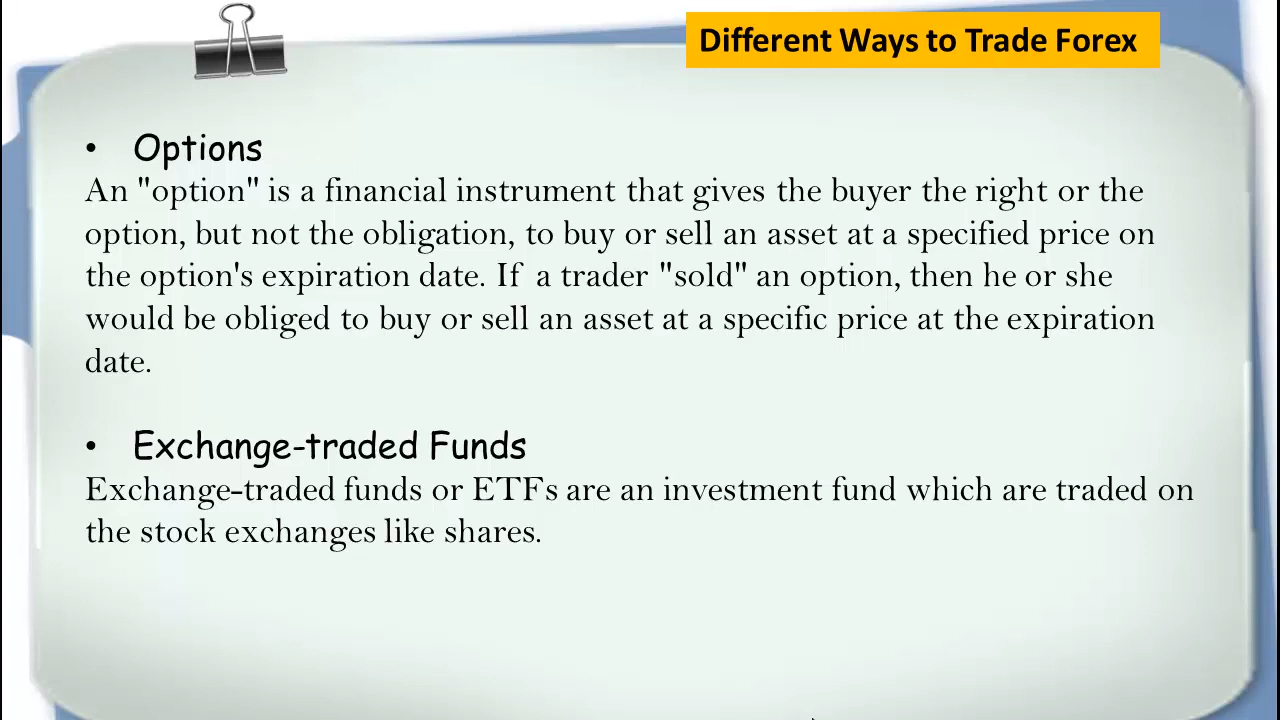 Different Ways to Trade Forex
• Options
An "option" is a financial instrument that gives the buyer the right or the
option, but not the obligation, to buy or sell an asset at a specified price on
the option's expiration date. If a trader "sold" an option, then he or she
would be obliged to buy or sell an asset at a specific price at the expiration
date.
• Exchange-traded Funds
Exchange-traded funds or ETFs are an investment fund which are traded on
the stock exchanges like shares.